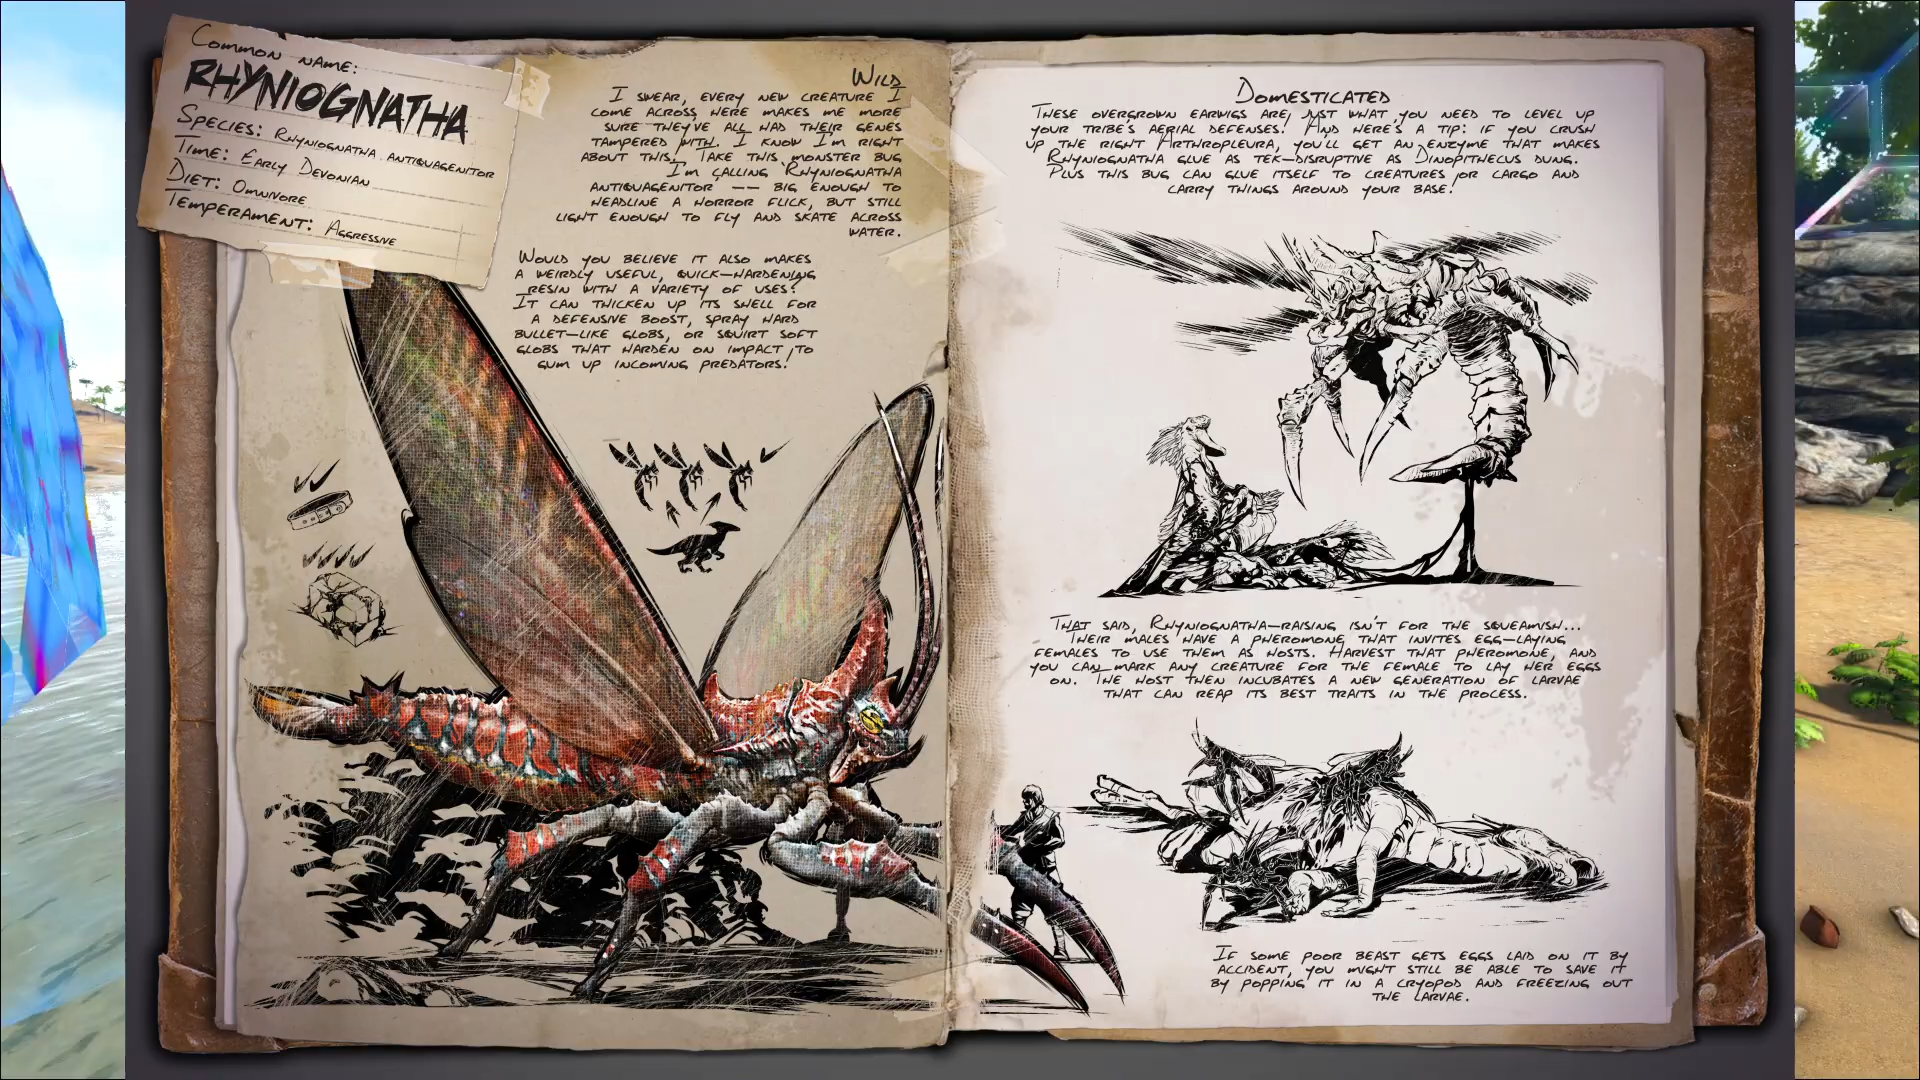 Common name:
Rhyniognatha
Species: Rhyniognatha antiquagenitor
Time: Early Devonian
Diet: Omnivore
Temperament: Aggressive
Wild
I swear, every new creature I
come across here makes me more
sure they've all had their genes
tampered with. I know I'm right
about this! Take this monster bug
I'm calling Rhyniognatha
antiquagenitor -- big enough to
headline a horror flick, but still
light enough to fly and skate across
water.
Would you believe it also makes
a weirdly useful, quick-hardening
resin with a variety of uses?
It can thicken up its shell for
a defensive boost, spray hard
bullet-like globs, or squirt soft
globs that harden on impact to
gum up incoming predators!
Domesticated
These overgrown earwigs are just what you need to level up
your tribe's aerial defenses! And here's a tip: if you crush
up the right Arthropleura, you'll get an enzyme that makes
Rhyniognatha glue as tek-disruptive as Dinopithecus dung.
Plus this bug can glue itself to creatures or cargo and
carry things around your base!
That said, Rhyniognatha-raising isn't for the squeamish...
Their males have a pheromone that invites egg-laying
females to use them as hosts. Harvest that pheromone, and
you can mark any creature for the female to lay her eggs
on. The host then incubates a new generation of larvae
that can reap its best traits in the process.
If some poor beast gets eggs laid on it by
accident, you might still be able to save it
by popping it in a cryopod and freezing out
the larvae.